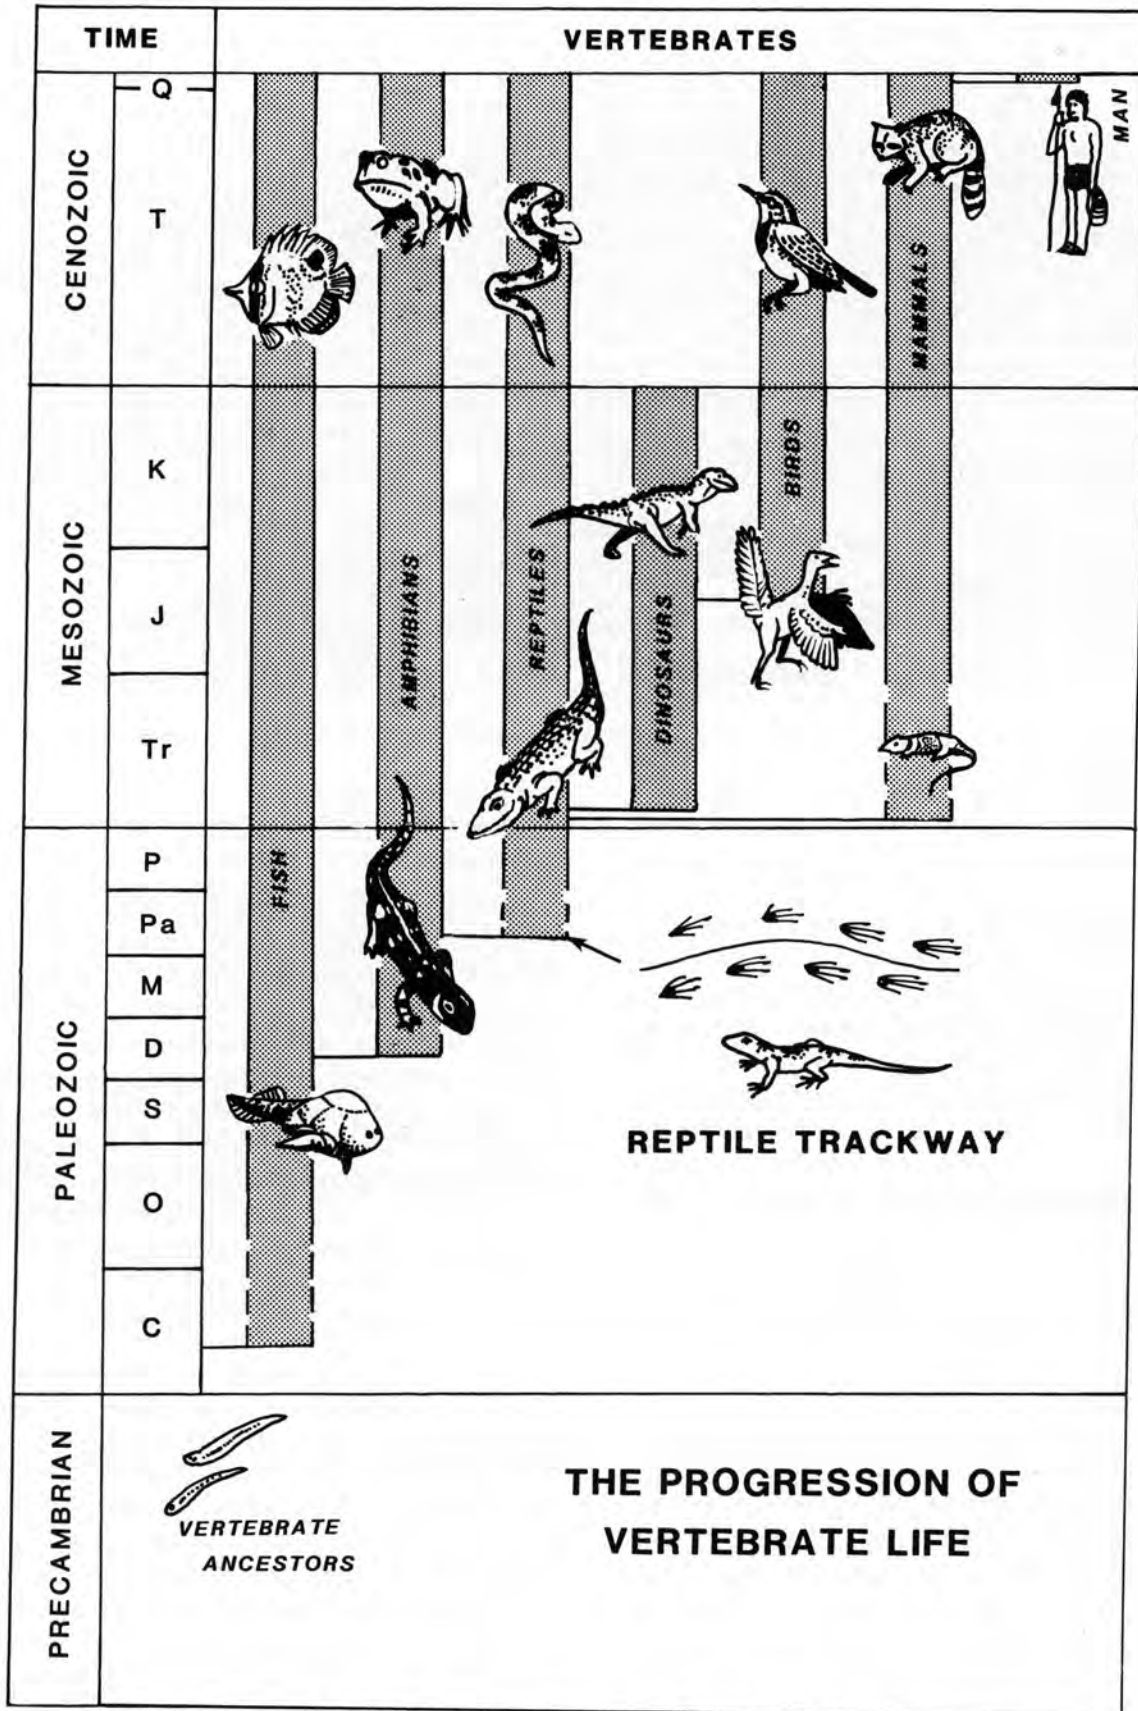 TIME
VERTEBRATES
CENOZOIC
Q
T
MAN
MAMMALS
MESOZOIC
K
J
Tr
BIRDS
AMPHIBIANS
REPTILES
DINOSAURS
PALEOZOIC
P
Pa
M
D
S
O
C
FISH
REPTILE TRACKWAY
PRECAMBRIAN
VERTEBRATE
ANCESTORS
THE PROGRESSION OF
VERTEBRATE LIFE